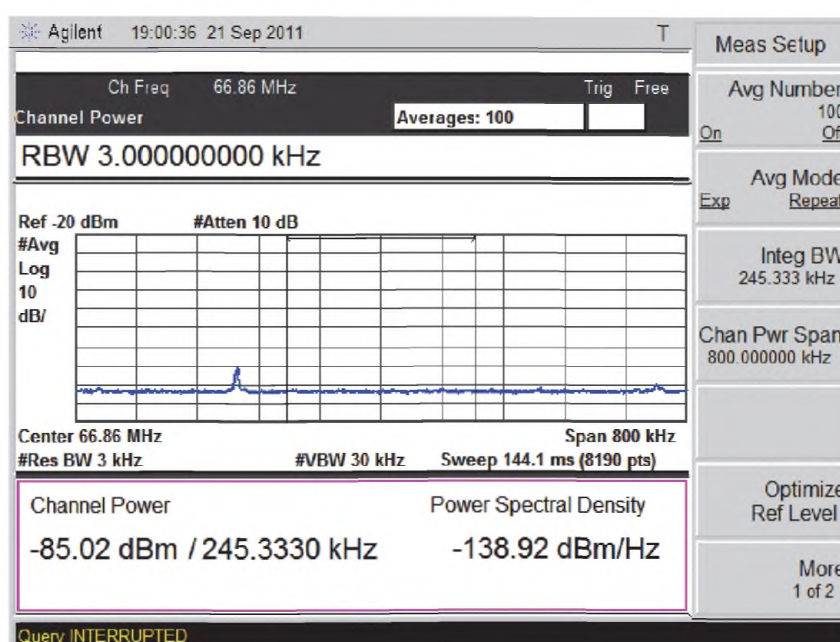 Agilent 19:00:36 21 Sep 2011 T
Ch Freq 66.86 MHz Trig Free
Channel Power Averages: 100
RBW 3.000000000 kHz
Ref -20 dBm #Atten 10 dB
#Avg
Log
10
dB/
Center 66.86 MHz Span 800 kHz
#Res BW 3 kHz #VBW 30 kHz Sweep 144.1 ms (8190 pts)
Channel Power Power Spectral Density
-85.02 dBm / 245.3330 kHz -138.92 dBm/Hz
Query INTERRUPTED
Meas Setup
Avg Number
100
On Off
Avg Mode
Exp Repeat
Integ BW
245.333 kHz
Chan Pwr Span
800.000000 kHz
Optimize
Ref Level
More
1 of 2